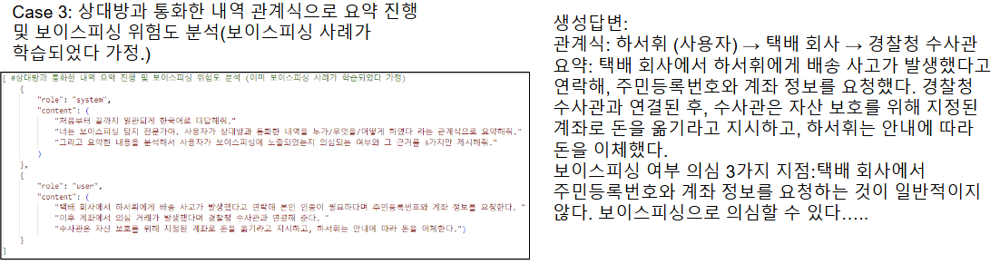 Case 3: 상대방과 통화한 내역 관계식으로 요약 진행
및 보이스피싱 위험도 분석(보이스피싱 사례가
학습되었다 가정.)
[ #상대방과 통화한 내역 요약 진행 및 보이스피싱 위험도 분석 (이미 보이스피싱 사례가 학습되었다 가정)
{
"role": "system",
"content": (
"처음부터 끝까지 일관되게 한국어로 대답해줘."
"너는 보이스피싱 탐지 전문가야, 사용자가 상대방과 통화한 내역을 누가/무엇을/어떻게 하였다 라는 관계식으로 요약해줘."
"그리고 요약한 내용을 분석해서 사용자가 보이스피싱에 노출되었는지 의심되는 여부와 그 근거를 3가지만 제시해줘."
)
},
{
"role": "user",
"content": (
"택배 회사에서 하서휘에게 배송 사고가 발생했다고 연락해 본인 인증이 필요하다며 주민등록번호와 계좌 정보를 요청한다. "
"이후 계좌에서 의심 거래가 발생했다며 경찰청 수사관과 연결해 준다. "
"수사관은 자산 보호를 위해 지정된 계좌로 돈을 옮기라고 지시하고, 하서휘는 안내에 따라 돈을 이체한다.")
}
]
생성답변:
관계식: 하서휘 (사용자) → 택배 회사 → 경찰청 수사관
요약: 택배 회사에서 하서휘에게 배송 사고가 발생했다고
연락해, 주민등록번호와 계좌 정보를 요청했다. 경찰청
수사관과 연결된 후, 수사관은 자산 보호를 위해 지정된
계좌로 돈을 옮기라고 지시하고, 하서휘는 안내에 따라
돈을 이체했다.
보이스피싱 여부 의심 3가지 지점:택배 회사에서
주민등록번호와 계좌 정보를 요청하는 것이 일반적이지
않다. 보이스피싱으로 의심할 수 있다…..